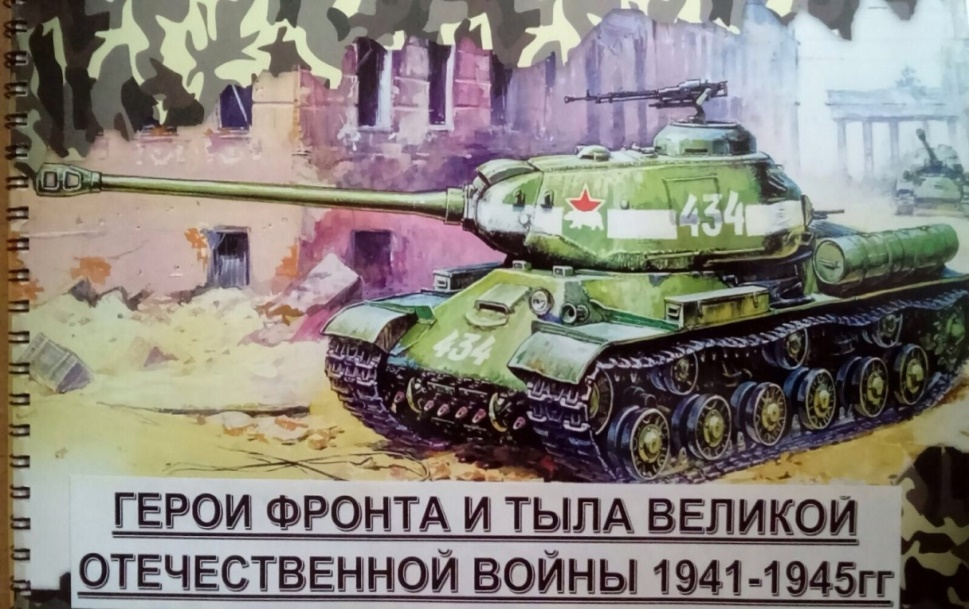 434
434
ГЕРОИ ФРОНТА И ТЫЛА ВЕЛИКОЙ
ОТЕЧЕСТВЕННОЙ ВОЙНЫ 1941-1945гг